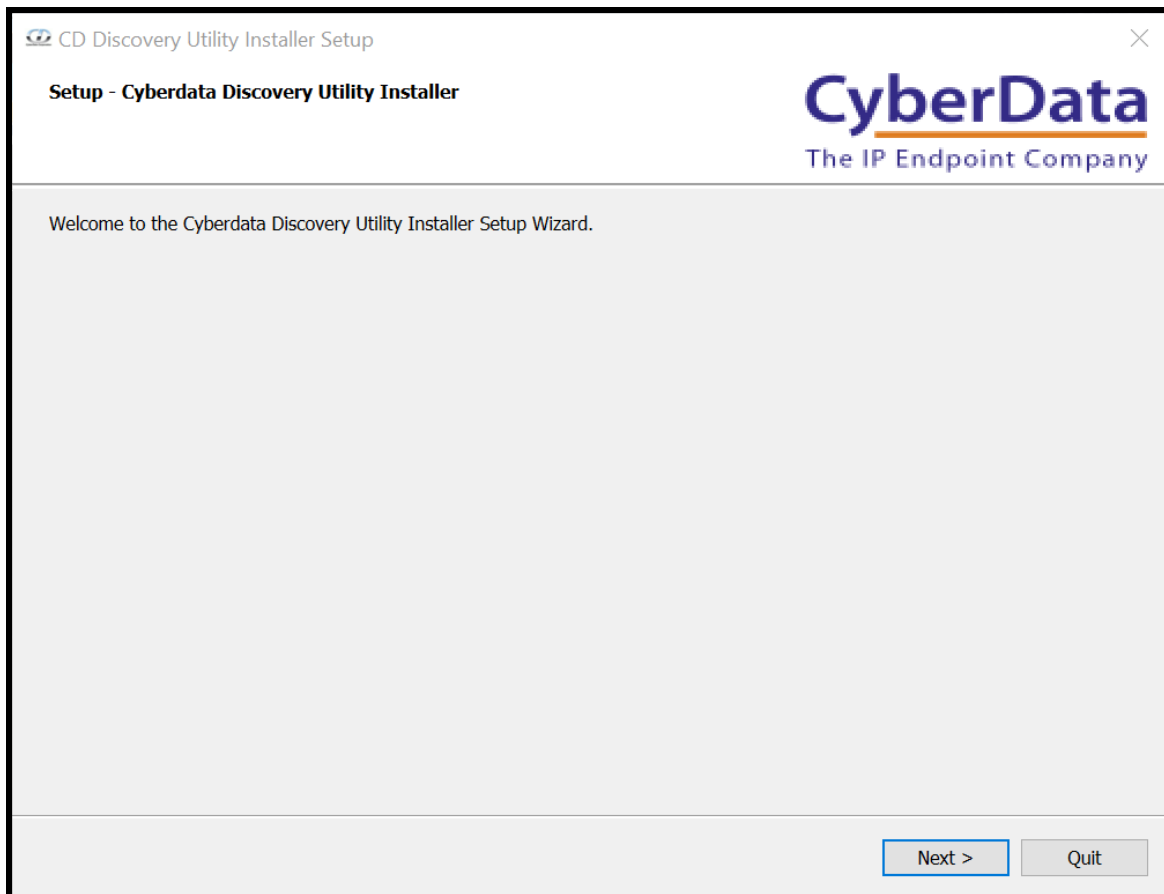 CD Discovery Utility Installer Setup
Setup - Cyberdata Discovery Utility Installer
CyberData
The IP Endpoint Company
Welcome to the Cyberdata Discovery Utility Installer Setup Wizard.
Next >
Quit